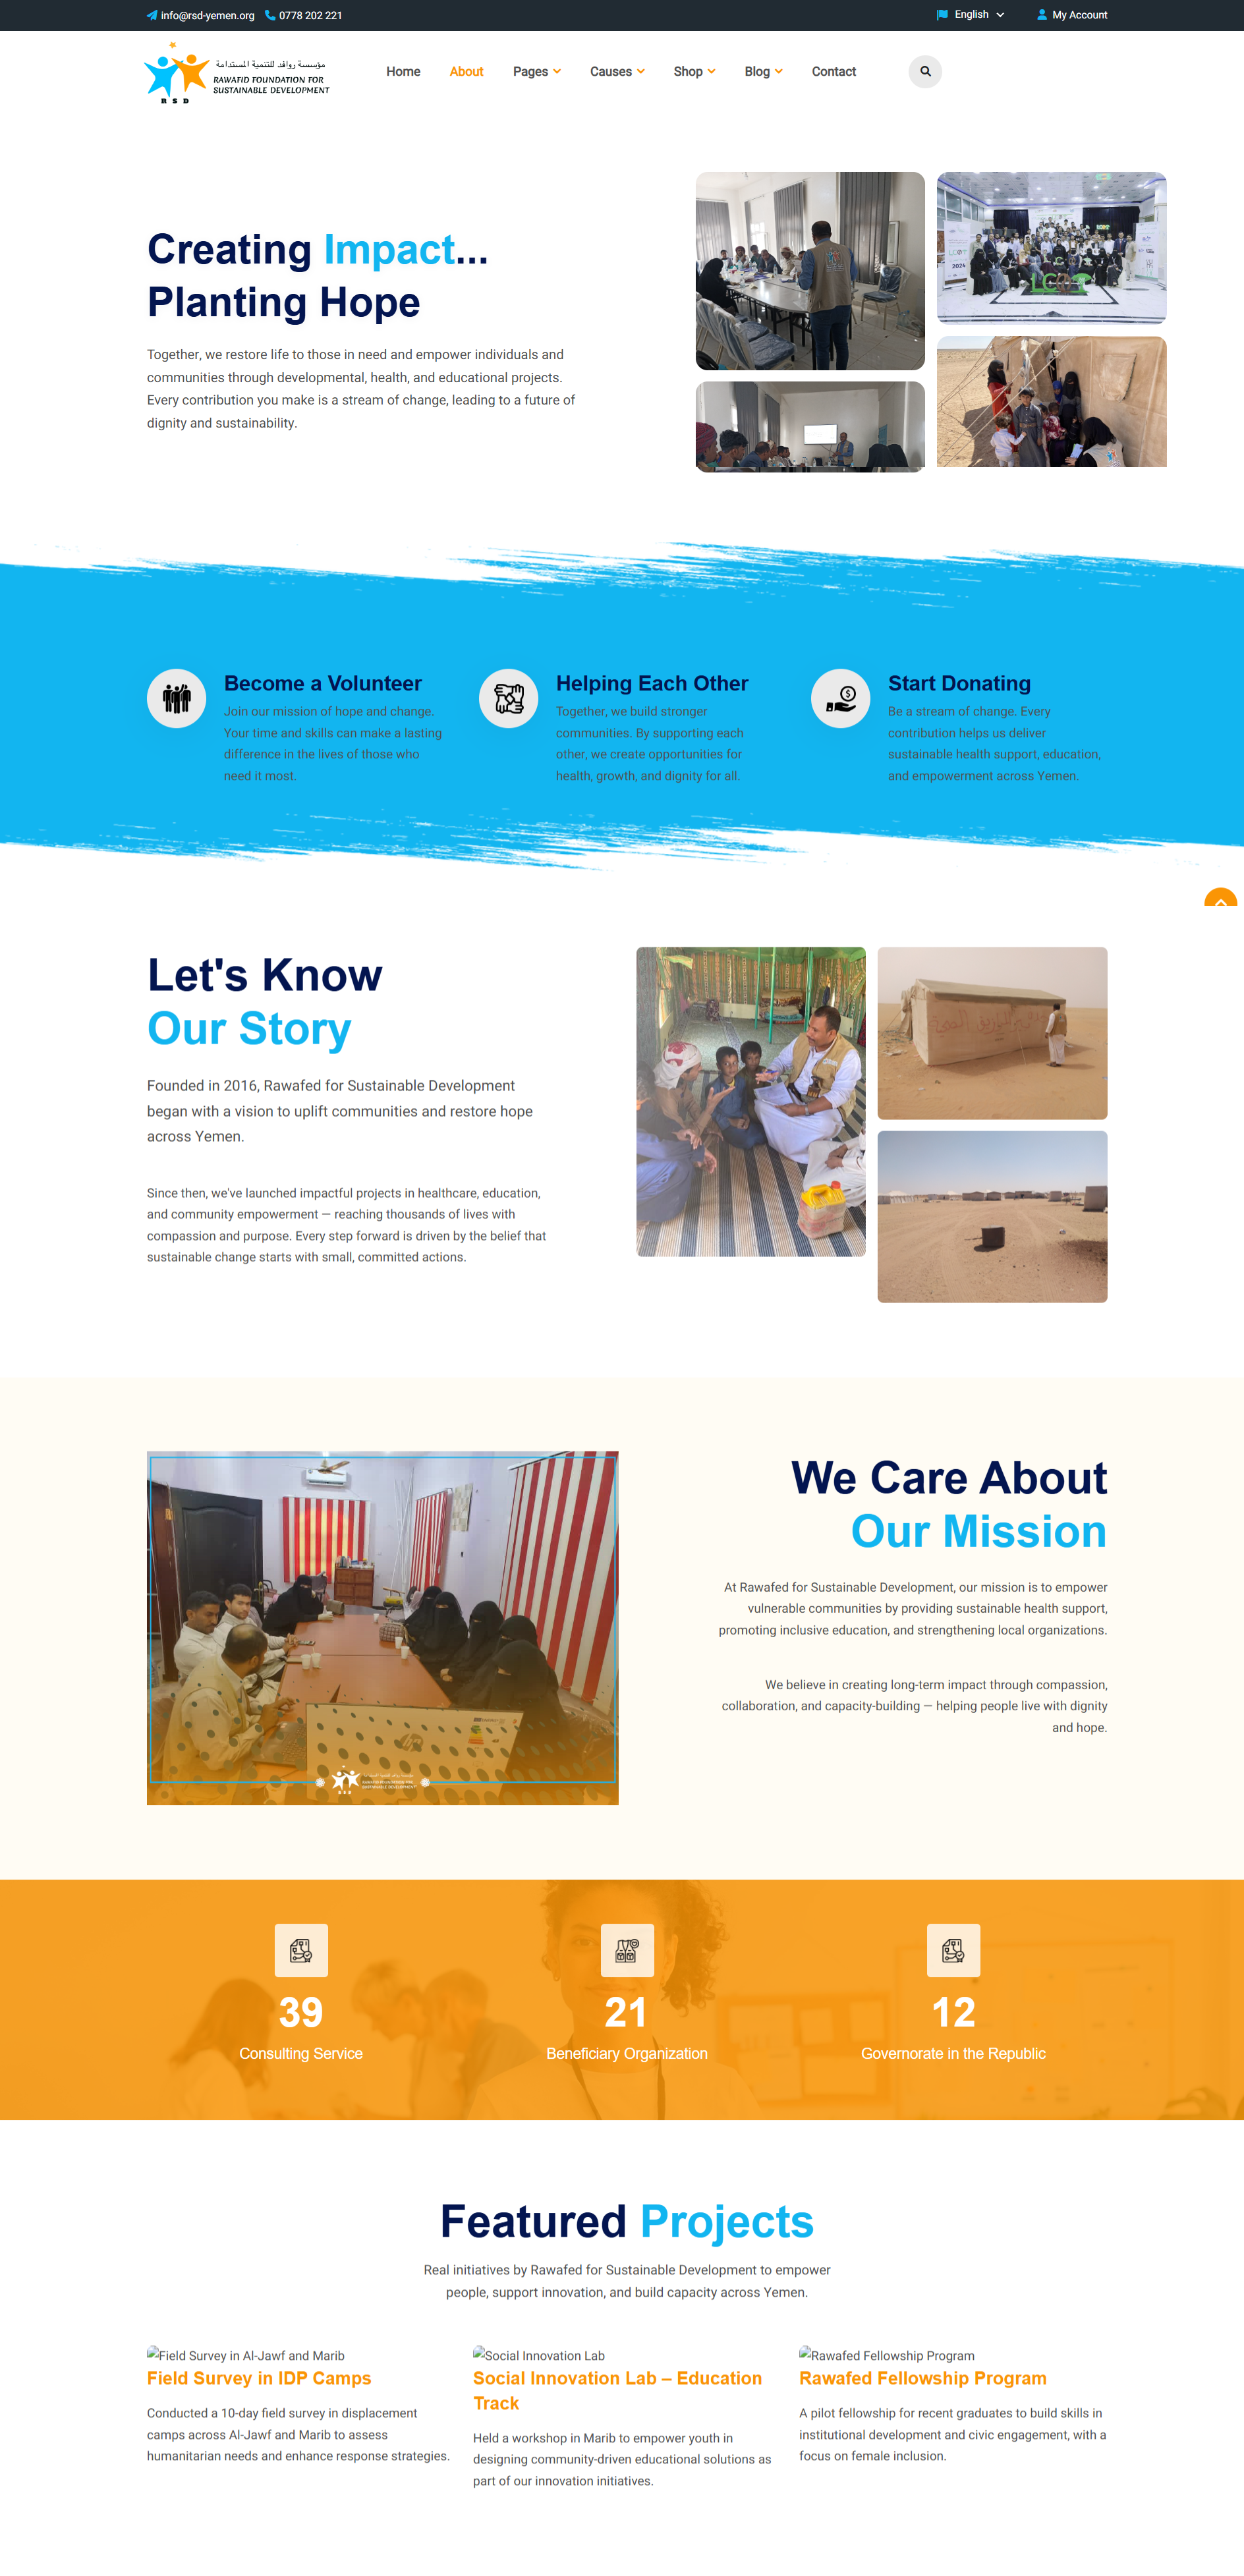 info@rsd-yemen.org 0778 202 221 English My Account
مؤسسة روافد للتنمية المستدامة
RAWAFID FOUNDATION FOR
SUSTAINABLE DEVELOPMENT
R S D
Home About Pages Causes Shop Blog Contact
Creating Impact...
Planting Hope
Together, we restore life to those in need and empower individuals and
communities through developmental, health, and educational projects.
Every contribution you make is a stream of change, leading to a future of
dignity and sustainability.
2024
Become a Volunteer
Join our mission of hope and change.
Your time and skills can make a lasting
difference in the lives of those who
need it most.
Helping Each Other
Together, we build stronger
communities. By supporting each
other, we create opportunities for
health, growth, and dignity for all.
Start Donating
Be a stream of change. Every
contribution helps us deliver
sustainable health support, education,
and empowerment across Yemen.
Let's Know
Our Story
Founded in 2016, Rawafed for Sustainable Development
began with a vision to uplift communities and restore hope
across Yemen.
Since then, we've launched impactful projects in healthcare, education,
and community empowerment — reaching thousands of lives with
compassion and purpose. Every step forward is driven by the belief that
sustainable change starts with small, committed actions.
We Care About
Our Mission
At Rawafed for Sustainable Development, our mission is to empower
vulnerable communities by providing sustainable health support,
promoting inclusive education, and strengthening local organizations.
We believe in creating long-term impact through compassion,
collaboration, and capacity-building — helping people live with dignity
and hope.
RAWAFID FOUNDATION FOR
SUSTAINABLE DEVELOPMENT
R S D
39
Consulting Service
21
Beneficiary Organization
12
Governorate in the Republic
Featured Projects
Real initiatives by Rawafed for Sustainable Development to empower
people, support innovation, and build capacity across Yemen.
Field Survey in Al-Jawf and Marib
Field Survey in IDP Camps
Conducted a 10-day field survey in displacement
camps across Al-Jawf and Marib to assess
humanitarian needs and enhance response strategies.
Social Innovation Lab
Social Innovation Lab – Education
Track
Held a workshop in Marib to empower youth in
designing community-driven educational solutions as
part of our innovation initiatives.
Rawafed Fellowship Program
Rawafed Fellowship Program
A pilot fellowship for recent graduates to build skills in
institutional development and civic engagement, with a
focus on female inclusion.